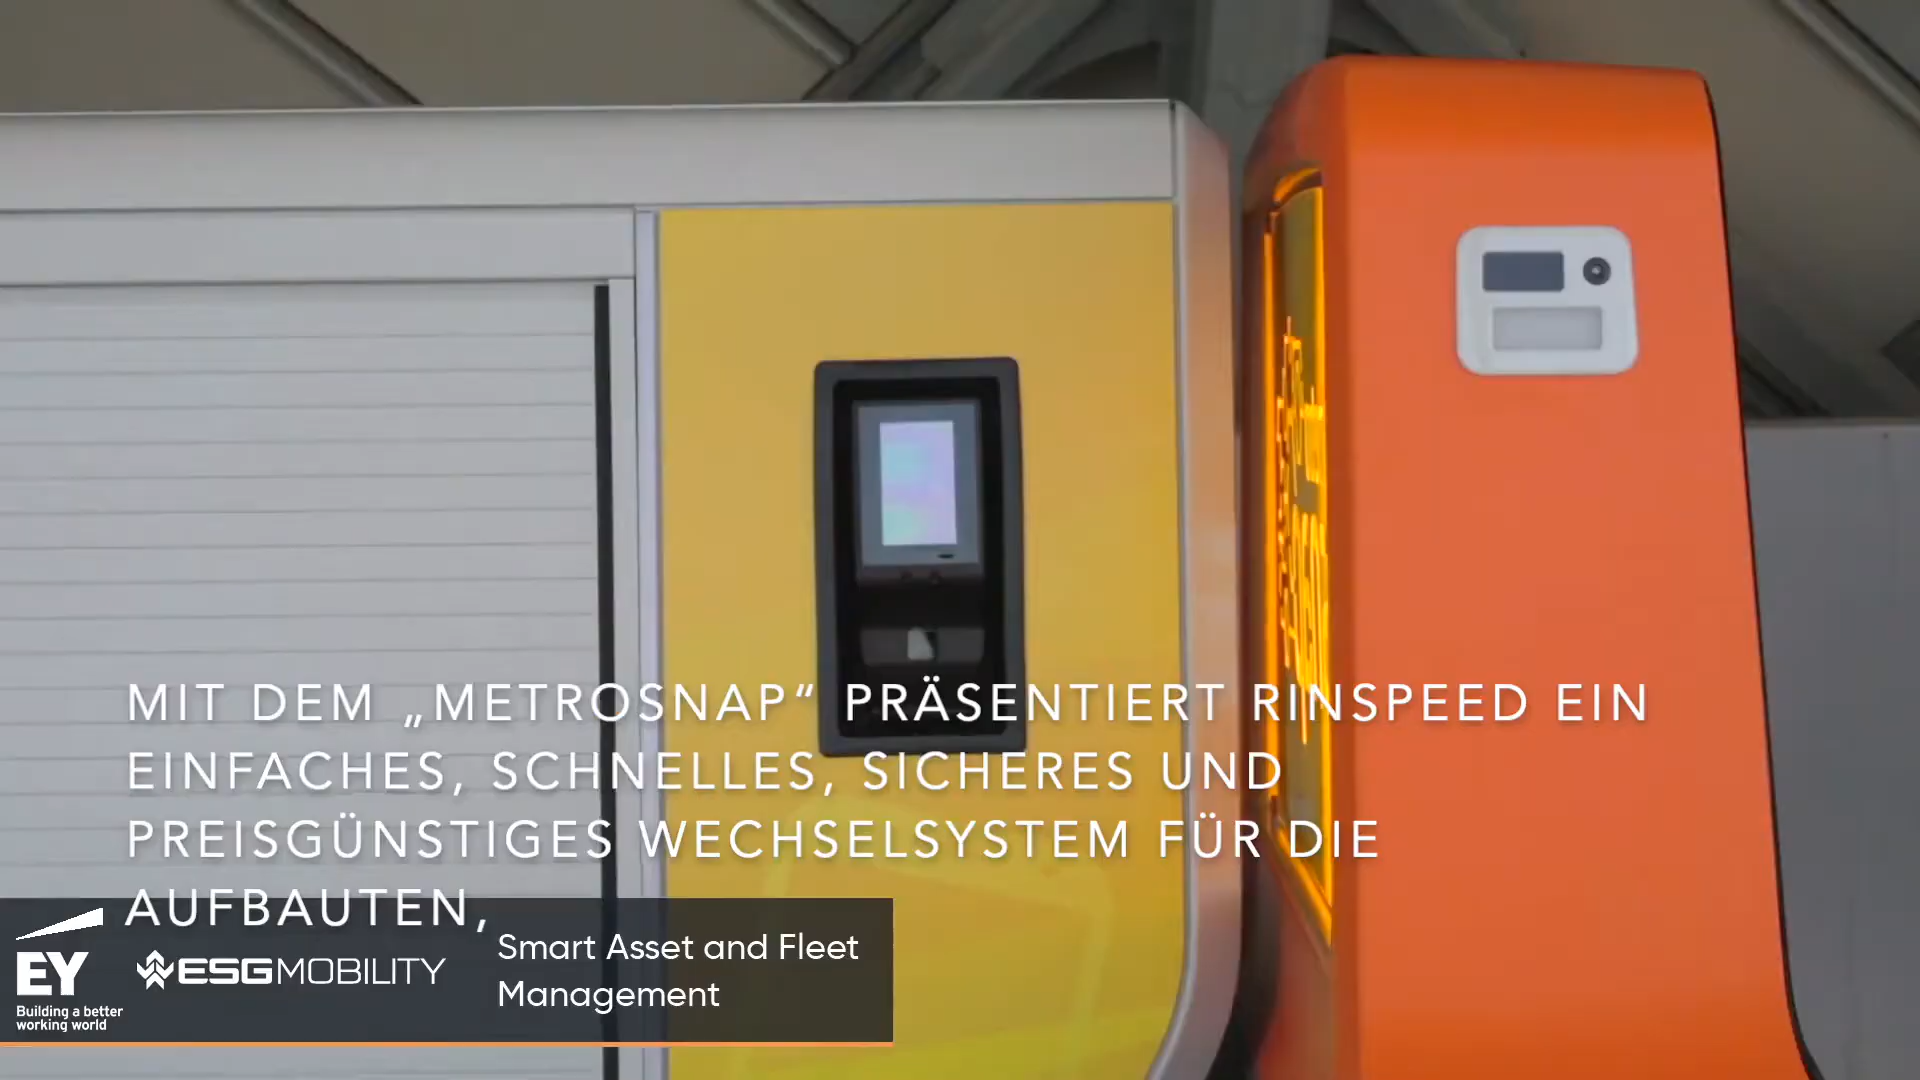 MIT DEM „METROSNAP“ PRÄSENTIERT RINSPEED EIN
EINFACHES, SCHNELLES, SICHERES UND
PREISGÜNSTIGES WECHSELSYSTEM FÜR DIE
AUFBAUTEN,
EY
Building a better
working world
ESGMOBILITY
Smart Asset and Fleet
Management